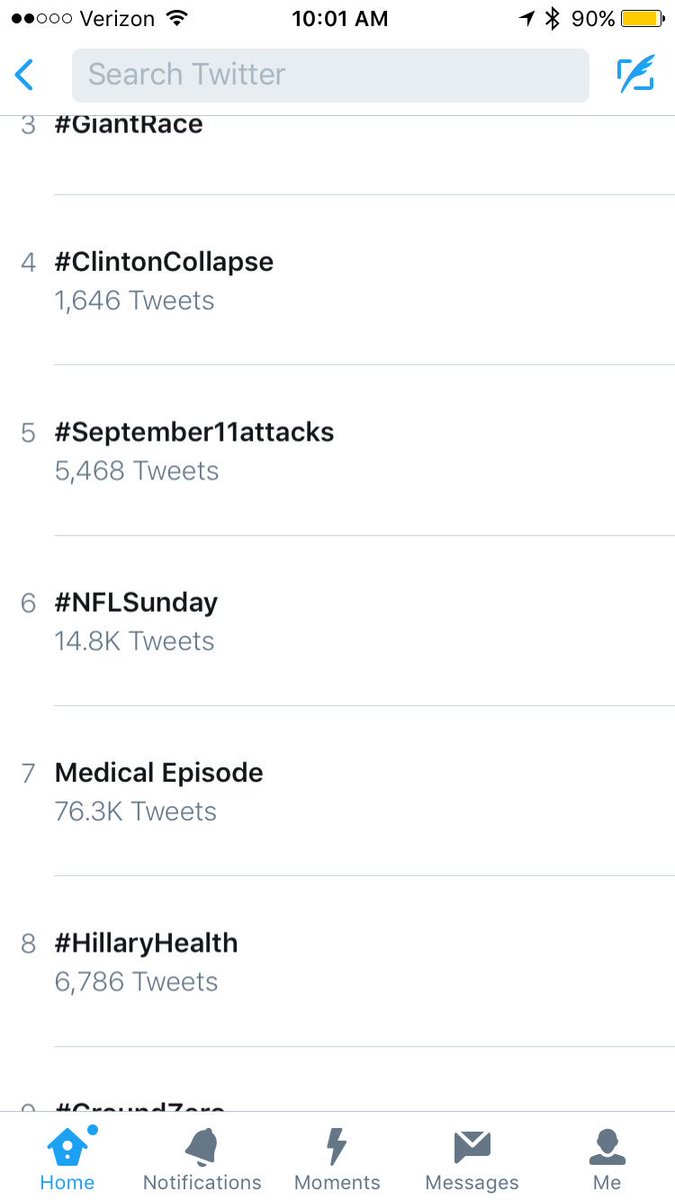 Verizon 10:01 AM 90%
Search Twitter
3 #GiantRace
4 #ClintonCollapse
1,646 Tweets
5 #September11attacks
5,468 Tweets
6 #NFLSunday
14.8K Tweets
7 Medical Episode
76.3K Tweets
8 #HillaryHealth
6,786 Tweets
9 #GroundZero
Home Notifications Moments Messages Me